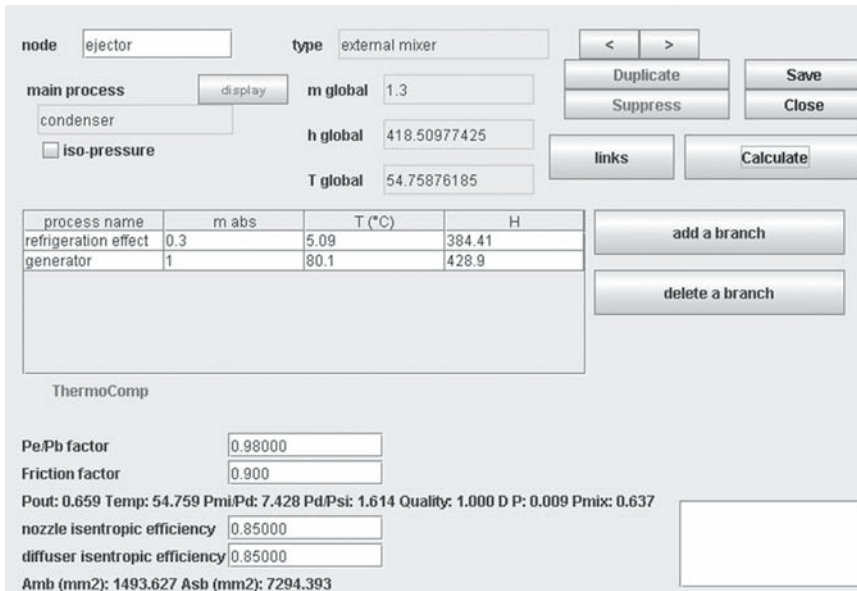 node ejector type external mixer < >
Duplicate Save
main process display m global 1.3
Suppress Close
condenser
h global 418.50977425
iso-pressure
links Calculate
T global 54.75876185
process name m abs T (°C) H
refrigeration effect 0.3 5.09 384.41
generator 1 80.1 428.9
add a branch
delete a branch
ThermoComp
Pe/Pb factor 0.98000
Friction factor 0.900
Pout: 0.659 Temp: 54.759 Pmi/Pd: 7.428 Pd/Psi: 1.614 Quality: 1.000 D P: 0.009 Pmix: 0.637
nozzle isentropic efficiency 0.85000
diffuser isentropic efficiency 0.85000
Amb (mm2): 1493.627 Asb (mm2): 7294.393